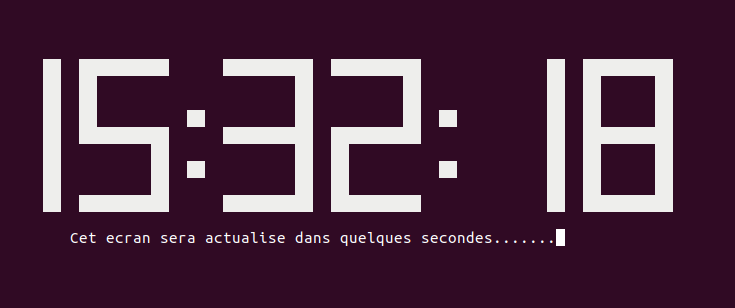 15:32:18
Cet ecran sera actualise dans quelques secondes.......